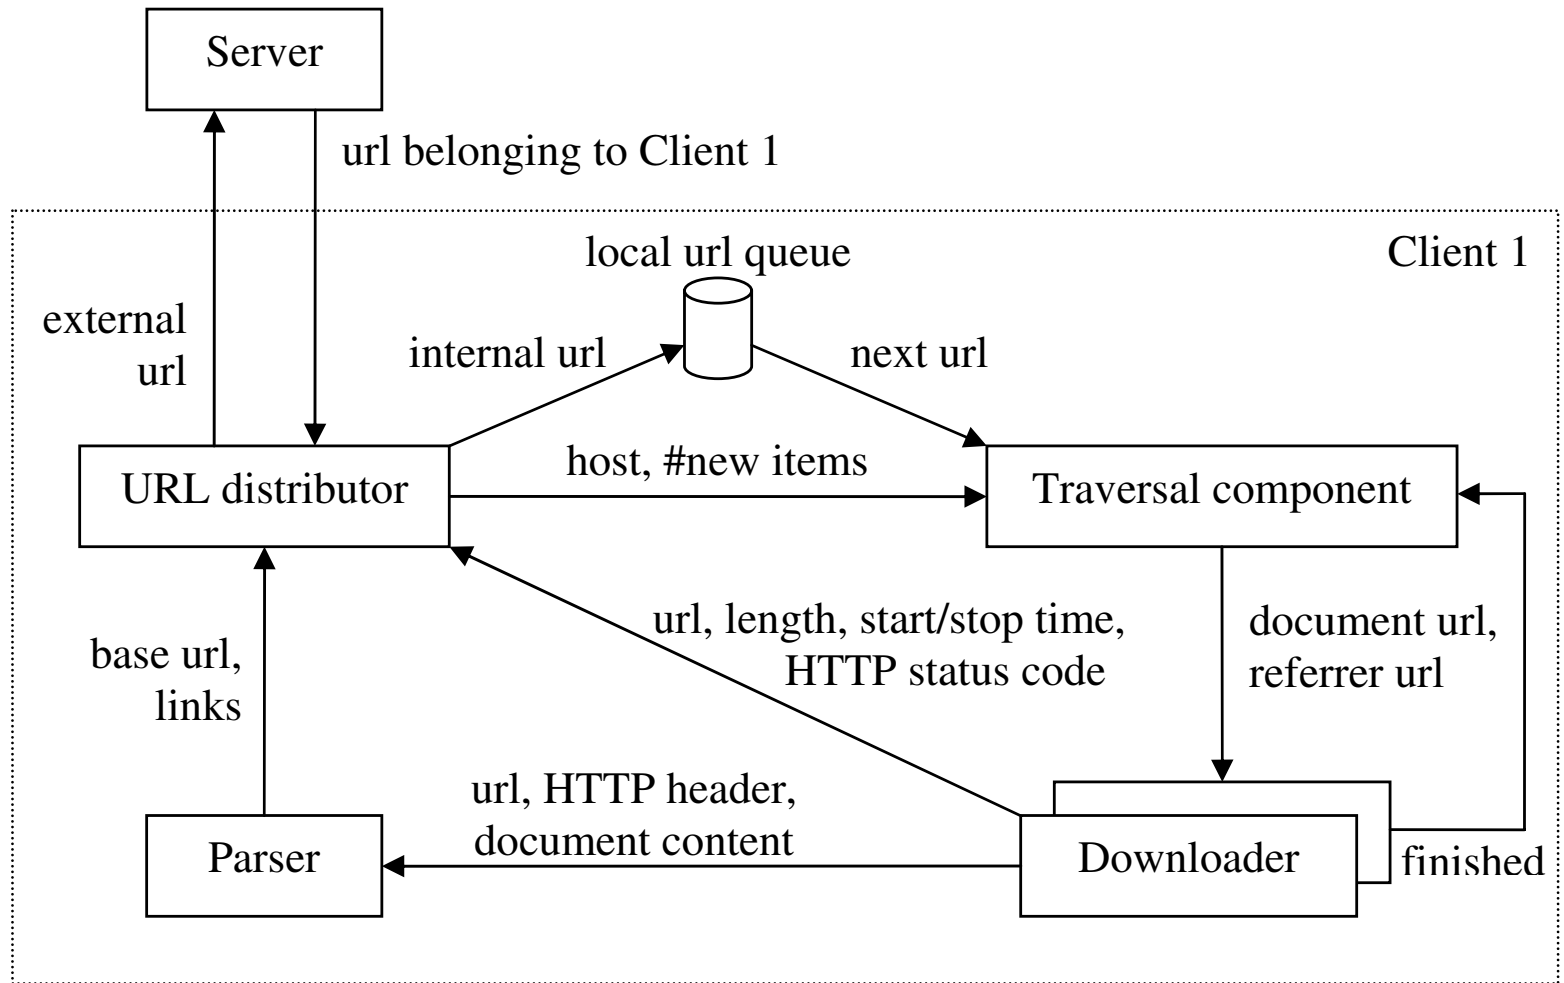 Server
url belonging to Client 1
Client 1
local url queue
external
url
internal url
next url
host, #new items
URL distributor
Traversal component
url, length, start/stop time,
HTTP status code
document url,
referrer url
base url,
links
url, HTTP header,
document content
Parser
Downloader
finished